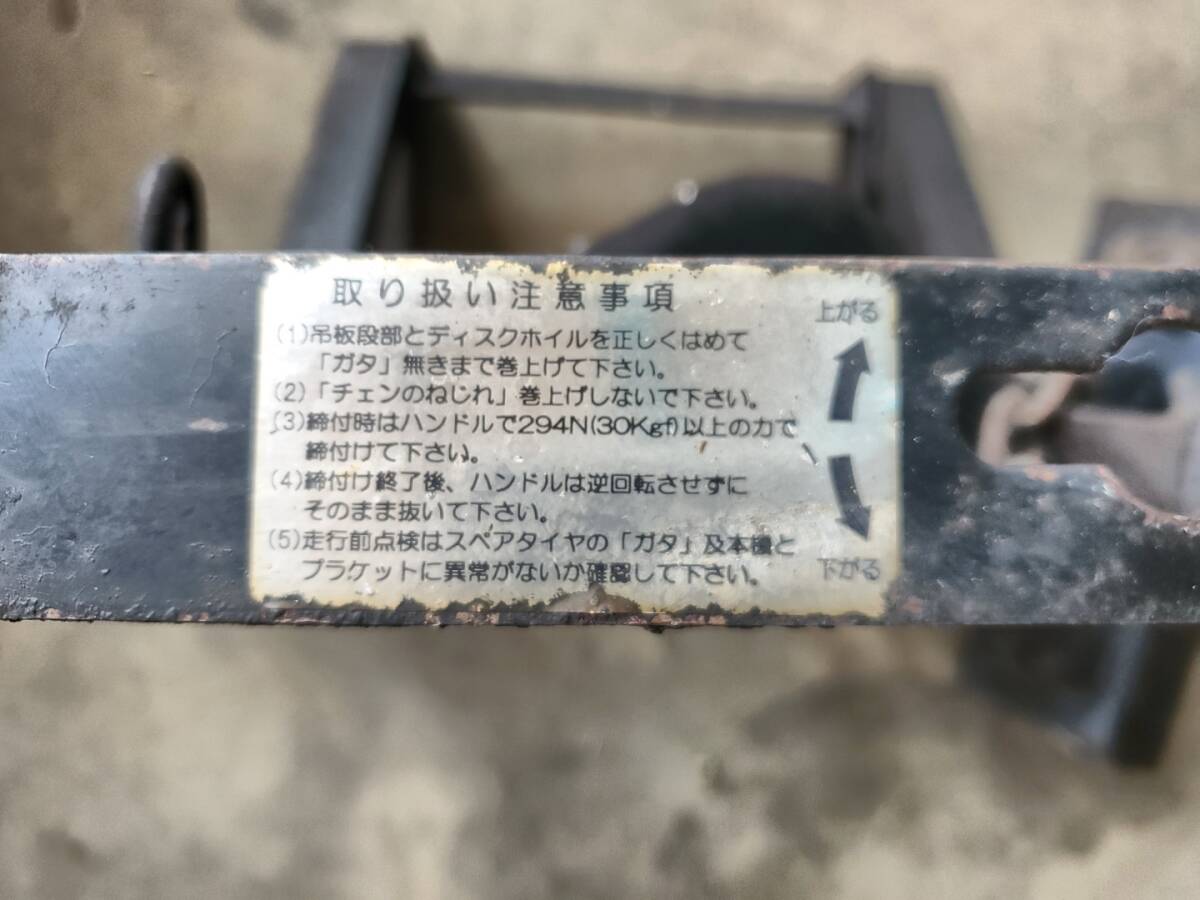 取り扱い注意事項
(1)吊板段部とディスクホイルを正しくはめて
「ガタ」無きまで巻上げて下さい。
(2)「チェンのねじれ」巻上げしないで下さい。
(3)締付時はハンドルで294N(30Kgf)以上の力で
締付けて下さい。
(4)締付け終了後、ハンドルは逆回転させずに
そのまま抜いて下さい。
(5)走行前点検はスペアタイヤの「ガタ」及本機と
ブラケットに異常がないか確認して下さい。
上がる
下がる